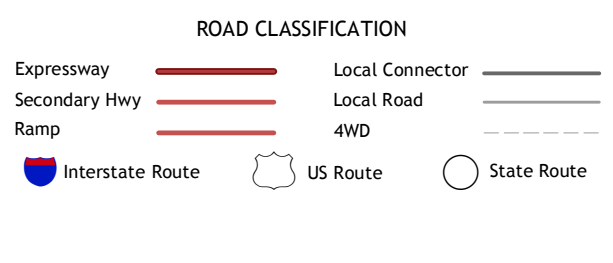 ROAD CLASSIFICATION
Expressway
Secondary Hwy
Ramp
Local Connector
Local Road
4WD
Interstate Route
US Route
State Route